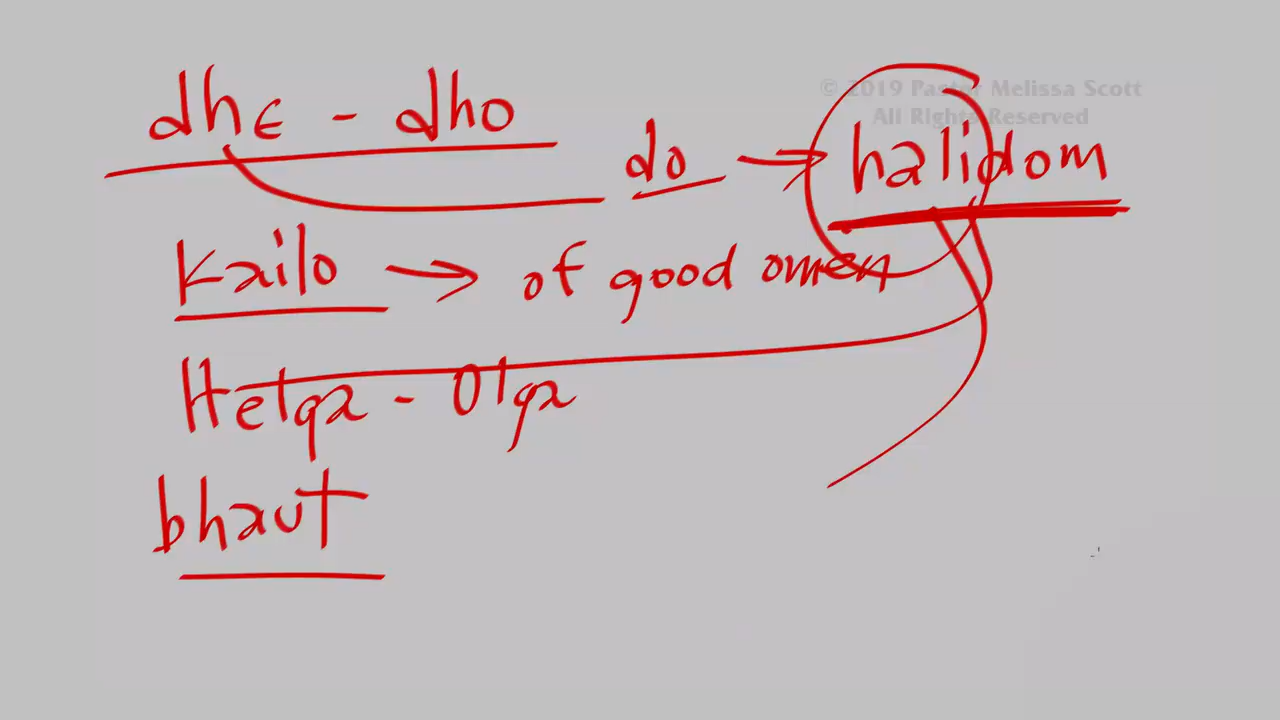 © 2019 Pastor Melissa Scott
All Rights Reserved
dhe - dho
do → halidom
kailo → of good omen
Helga - Olga
bhaut